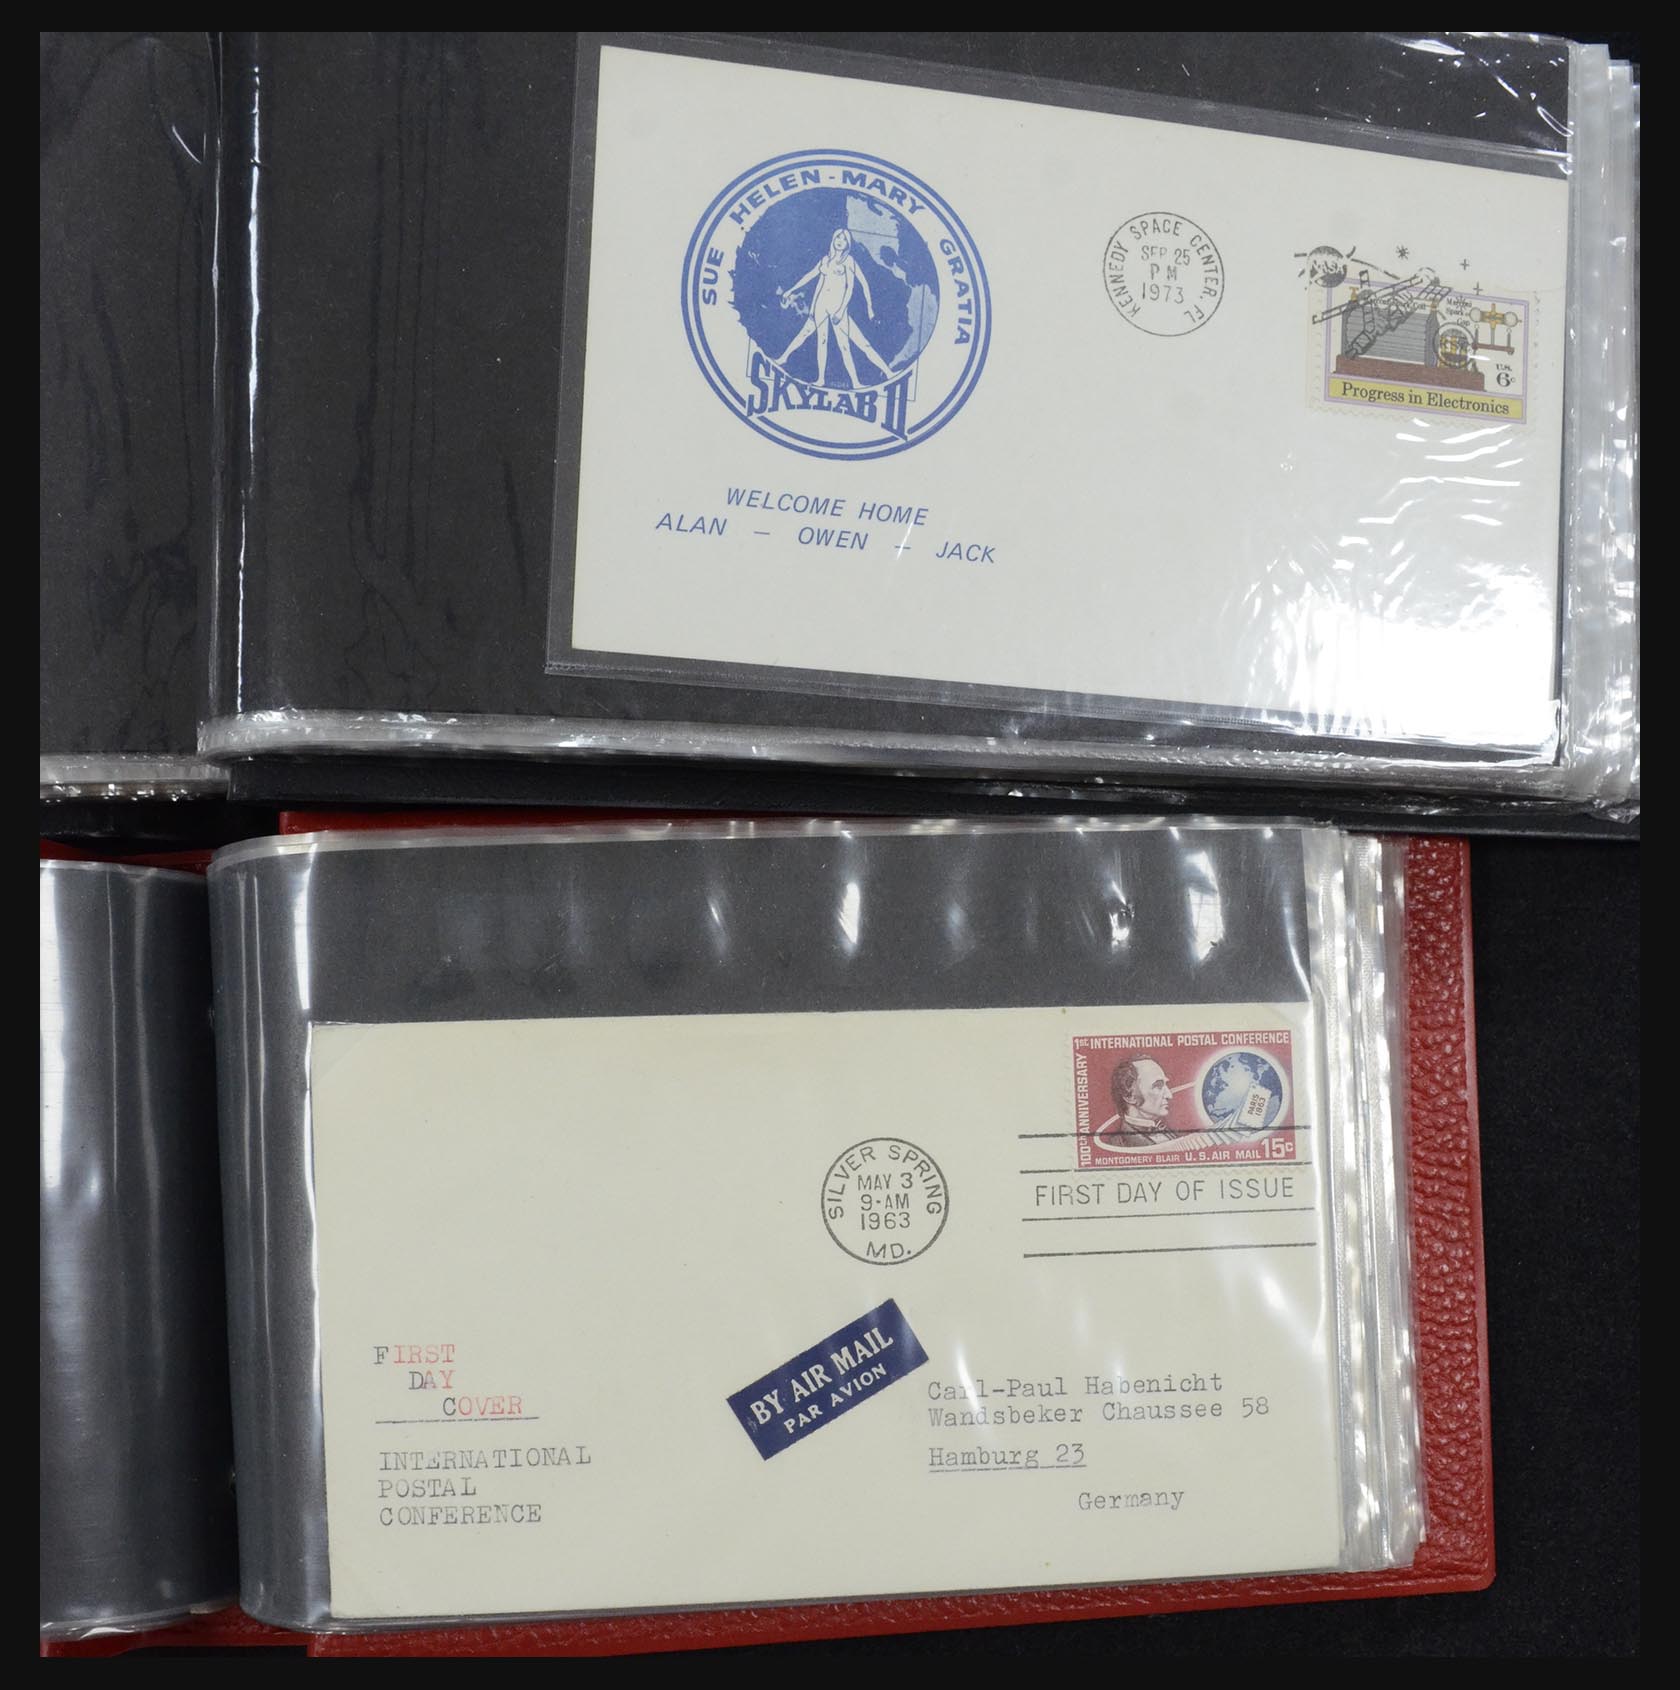 SUE HELEN-MARY GRATIA
SKYLAB II
WELCOME HOME
ALAN — OWEN — JACK
KENNEDY SPACE CENTER, FL
SEP 25
PM
1973
NASA
U.S.
6c
Progress in Electronics
1st INTERNATIONAL POSTAL CONFERENCE
100th ANNIVERSARY
PARIS
1863
MONTGOMERY BLAIR U.S. AIR MAIL 15c
SILVER SPRING
MAY 3
9-AM
1963
MD.
FIRST DAY OF ISSUE
FIRST
DAY
COVER
INTERNATIONAL
POSTAL
CONFERENCE
BY AIR MAIL
PAR AVION
Carl-Paul Habenicht
Wandsbeker Chaussee 58
Hamburg 23
Germany